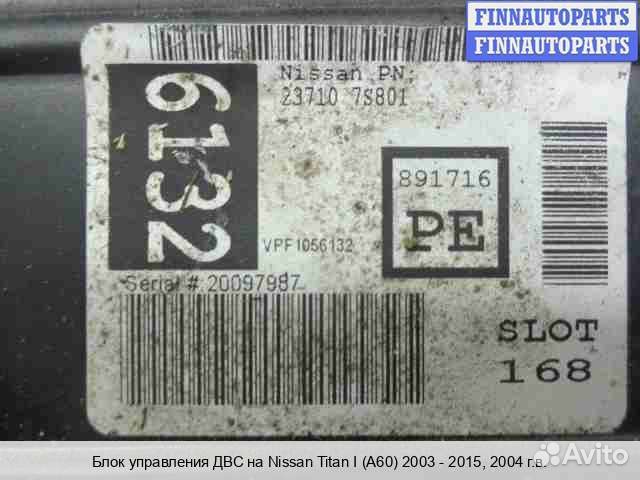 FINNAUTOPARTS
FINNAUTOPARTS
Nissan PN:
23710 7S801
6132
891716
PE
VPF1056132
Serial #: 20097987
SLOT
168
Блок управления ДВС на Nissan Titan I (A60) 2003 - 2015, 2004 г.в.
Avito